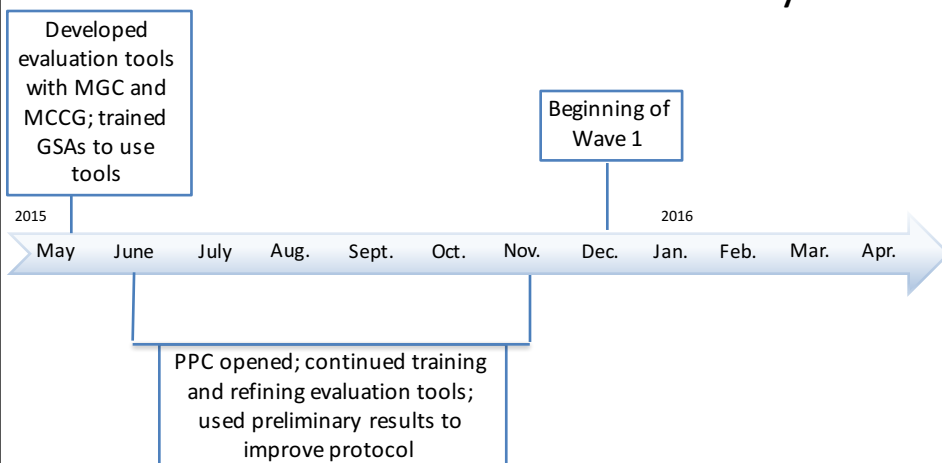 Developed
evaluation tools
with MGC and
MCCG; trained
GSAs to use
tools
Beginning of
Wave 1
2015
2016
May June July Aug. Sept. Oct. Nov. Dec. Jan. Feb. Mar. Apr.
PPC opened; continued training
and refining evaluation tools;
used preliminary results to
improve protocol